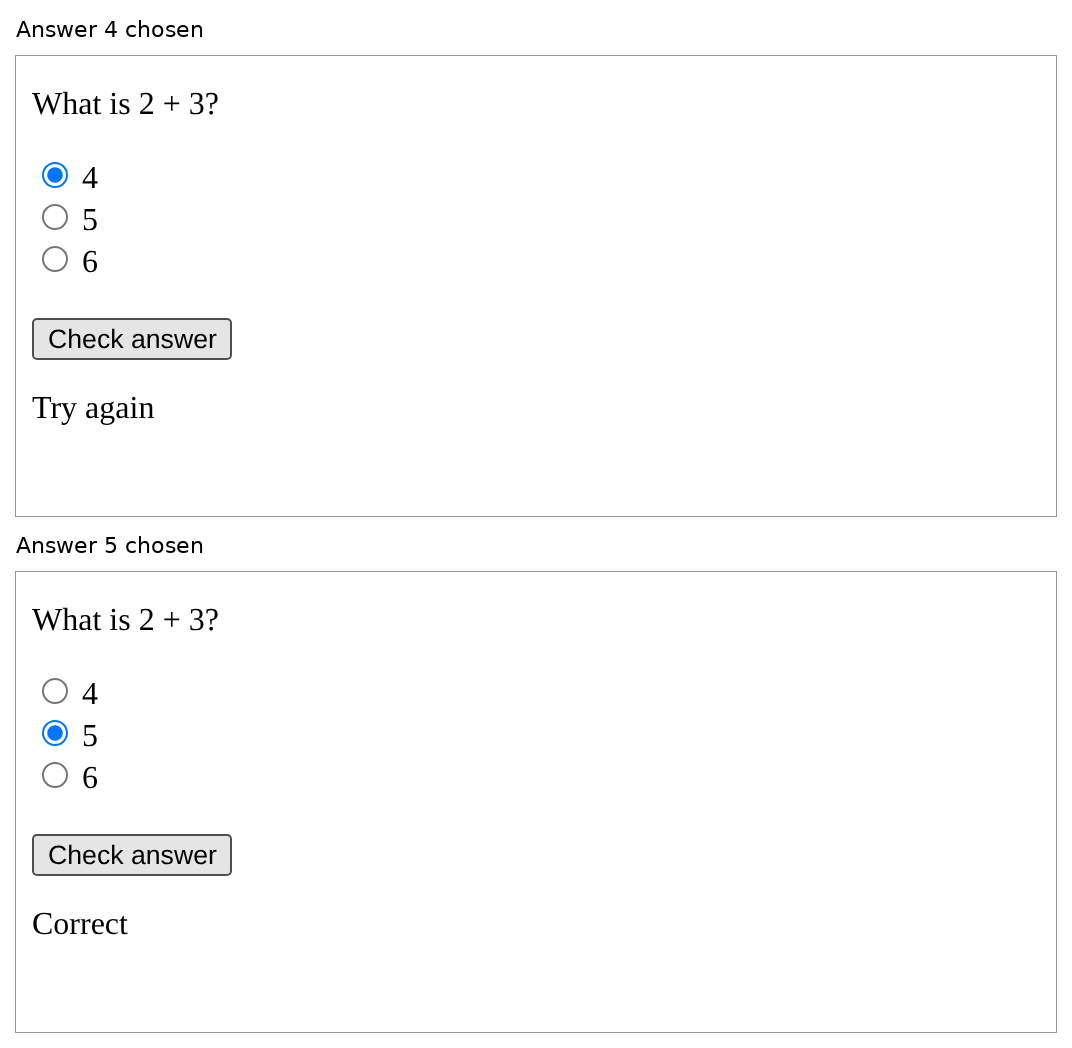 Answer 4 chosen
What is 2 + 3?
4
5
6
Check answer
Try again
Answer 5 chosen
What is 2 + 3?
4
5
6
Check answer
Correct